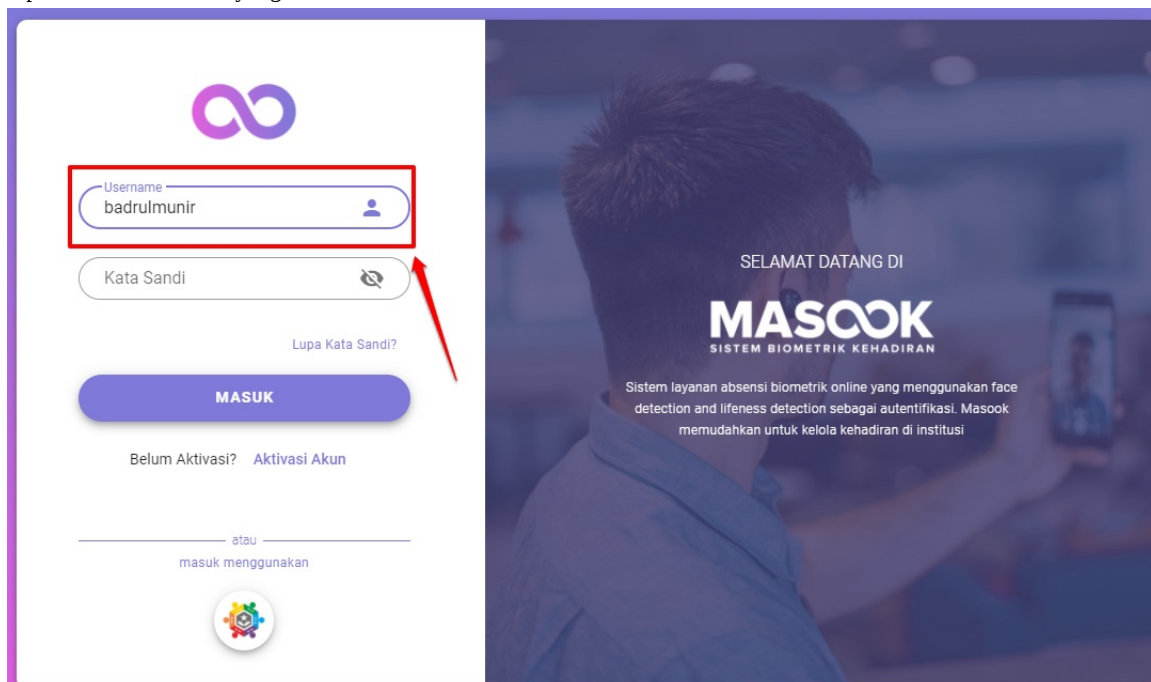 Username
badrulmunir
Kata Sandi
Lupa Kata Sandi?
MASUK
Belum Aktivasi? Aktivasi Akun
atau
masuk menggunakan
SELAMAT DATANG DI
MASOOK
SISTEM BIOMETRIK KEHADIRAN
Sistem layanan absensi biometrik online yang menggunakan face
detection and lifeness detection sebagai autentifikasi. Masook
memudahkan untuk kelola kehadiran di institusi